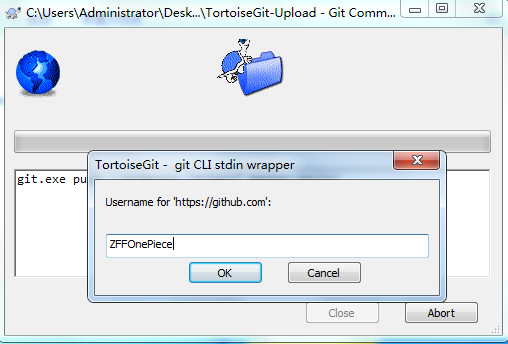 C:\Users\Administrator\Desk...\TortoiseGit-Upload - Git Comm...
TortoiseGit - git CLI stdin wrapper
git.exe pu
Username for 'https://github.com':
ZFFOnePiece
OK Cancel
Close Abort